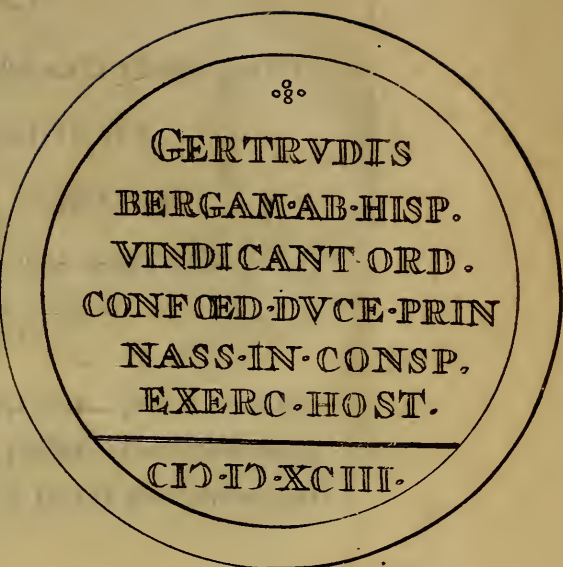 GERTRVDIS
BERGAM·AB·HISP.
VINDICANT·ORD.
CONFŒD·DVCE·PRIN
NASS·IN·CONSP.
EXERC·HOST·
CIↃ·IↃ·XCIII·